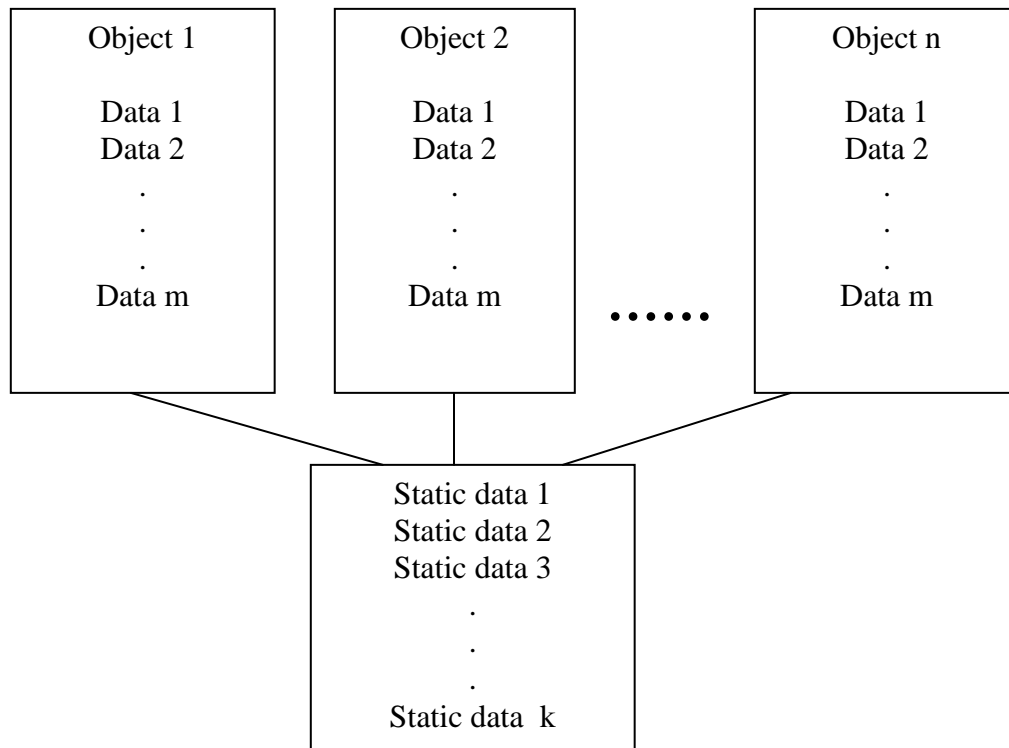 Object 1
Data 1
Data 2
.
.
.
Data m
Object 2
Data 1
Data 2
.
.
.
Data m
......
Object n
Data 1
Data 2
.
.
.
Data m
Static data 1
Static data 2
Static data 3
.
.
.
Static data k